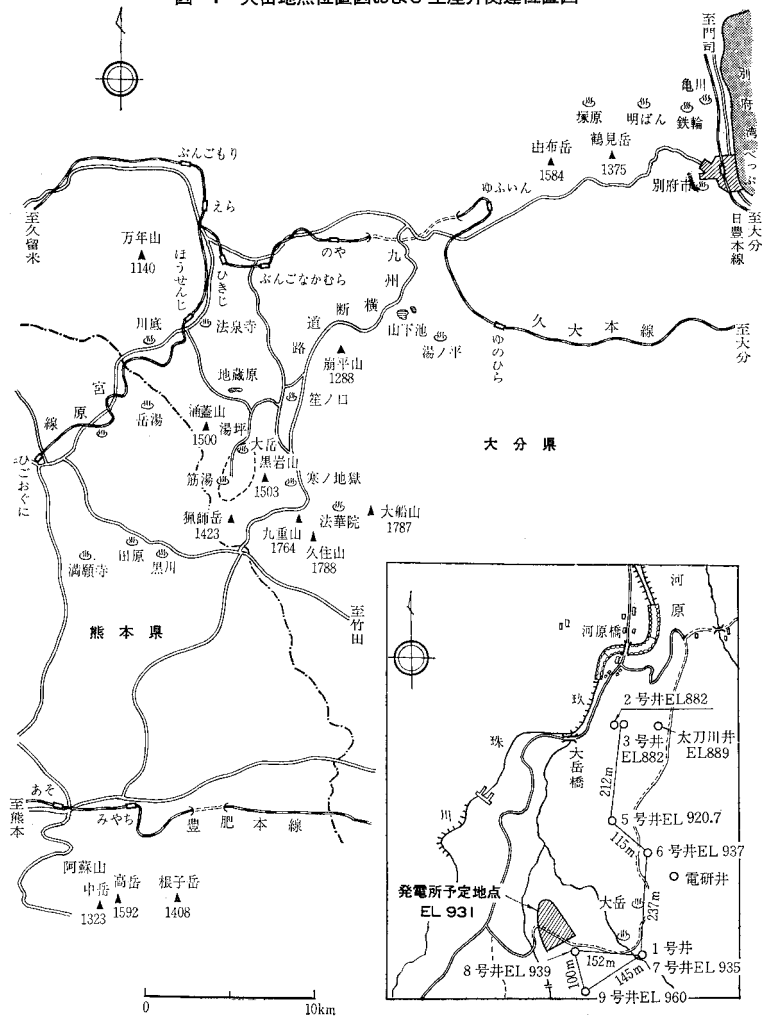 図-1 大岳地点位置図および生産井関連位置図
至門司
別府湾
亀川
塚原
明ばん
鉄輪
べっぷ
由布岳
1584
鶴見岳
1375
別府市
ぶんごもり
ゆふいん
えら
至久留米
至大分
日豊本線
万年山
1140
のや
ほうせんじ
ひきじ
ぶんごなかむら
九州横断道路
山下池
久大本線
至大分
川底
法泉寺
湯ノ平
ゆのひら
崩平山
1288
地蔵原
宮原線
岳湯
涌蓋山
1500
湯坪
笙ノ口
大岳
大分県
ひごおぐに
黒岩山
1503
筋湯
寒ノ地獄
猟師岳
1423
法華院
大船山
1787
九重山
1764
久住山
1788
満願寺
田原
黒川
至竹田
熊本県
あそ
至熊本
みやち
豊肥本線
阿蘇山
中岳
1323
高岳
1592
根子岳
1408
0
10km
河原
河原橋
玖珠川
2号井EL882
3号井
EL882
太刀川井
EL889
大岳橋
212m
5号井EL 920.7
115m
6号井EL 937
電研井
237m
発電所予定地点
EL 931
大岳
1号井
8号井EL 939
152m
7号井EL 935
100m
145m
9号井EL 960